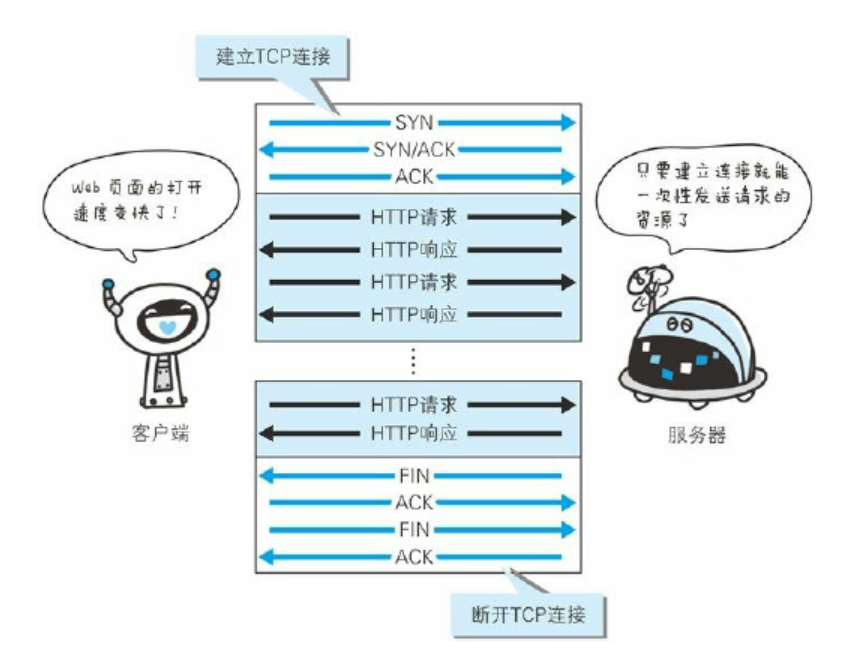 建立TCP连接
SYN
SYN/ACK
ACK
Web 页面的打开
速度变快了!
只要建立连接就能
一次性发送请求的
资源了
HTTP请求
HTTP响应
HTTP请求
HTTP响应
HTTP请求
HTTP响应
客户端
服务器
FIN
ACK
FIN
ACK
断开TCP连接